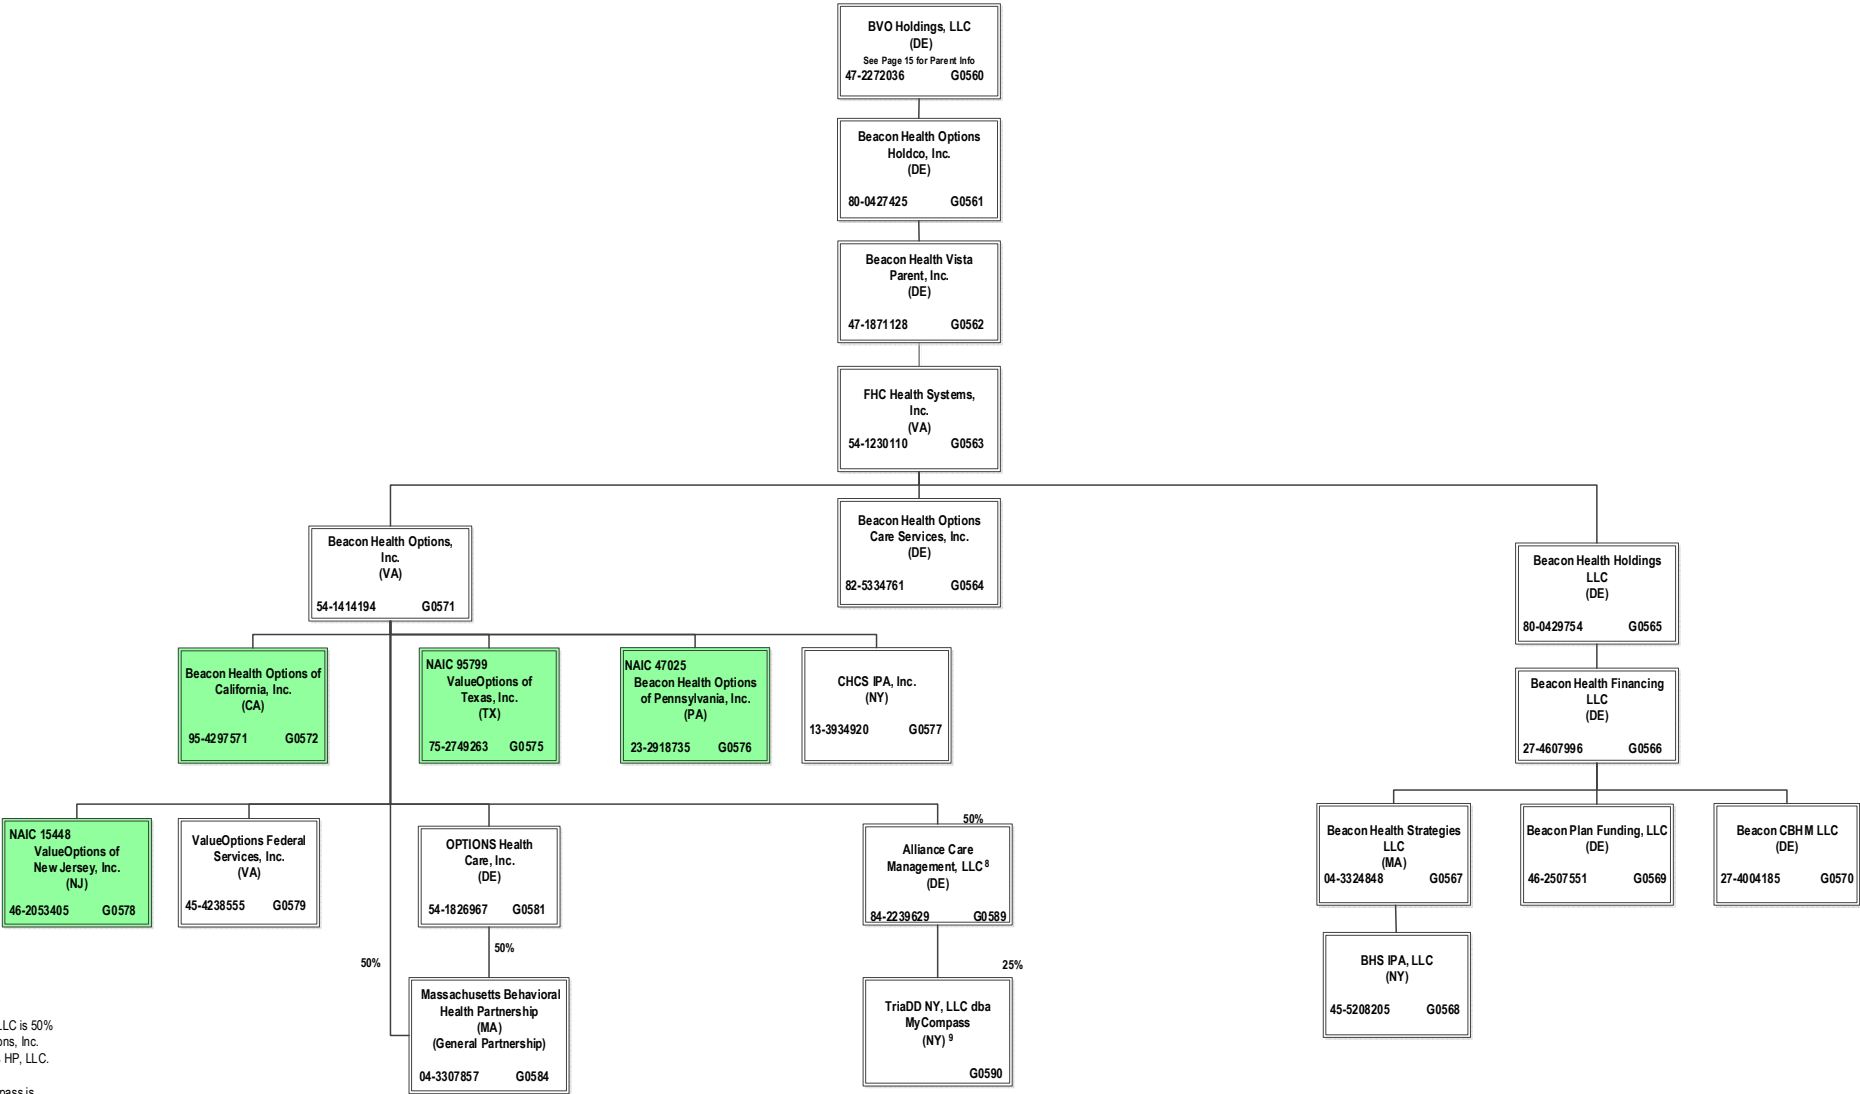 BVO Holdings, LLC
(DE)
See Page 15 for Parent Info
47-2272036 G0560
Beacon Health Options
Holdco, Inc.
(DE)
80-0427425 G0561
Beacon Health Vista
Parent, Inc.
(DE)
47-1871128 G0562
FHC Health Systems,
Inc.
(VA)
54-1230110 G0563
Beacon Health Options,
Inc.
(VA)
54-1414194 G0571
Beacon Health Options
Care Services, Inc.
(DE)
82-5334761 G0564
Beacon Health Holdings
LLC
(DE)
80-0429754 G0565
Beacon Health Options of
California, Inc.
(CA)
95-4297571 G0572
NAIC 95799
ValueOptions of
Texas, Inc.
(TX)
75-2749263 G0575
NAIC 47025
Beacon Health Options
of Pennsylvania, Inc.
(PA)
23-2918735 G0576
CHCS IPA, Inc.
(NY)
13-3934920 G0577
Beacon Health Financing
LLC
(DE)
27-4607996 G0566
NAIC 15448
ValueOptions of
New Jersey, Inc.
(NJ)
46-2053405 G0578
ValueOptions Federal
Services, Inc.
(VA)
45-4238555 G0579
OPTIONS Health
Care, Inc.
(DE)
54-1826967 G0581
50%
Alliance Care
Management, LLC 8
(DE)
84-2239629 G0589
Beacon Health Strategies
LLC
(MA)
04-3324848 G0567
Beacon Plan Funding, LLC
(DE)
46-2507551 G0569
Beacon CBHM LLC
(DE)
27-4004185 G0570
50%
50%
25%
Massachusetts Behavioral
Health Partnership
(MA)
(General Partnership)
04-3307857 G0584
TriaDD NY, LLC dba
MyCompass
(NY) 9
G0590
BHS IPA, LLC
(NY)
45-5208205 G0568
LLC is 50%
ons, Inc.
HP, LLC.
pass is